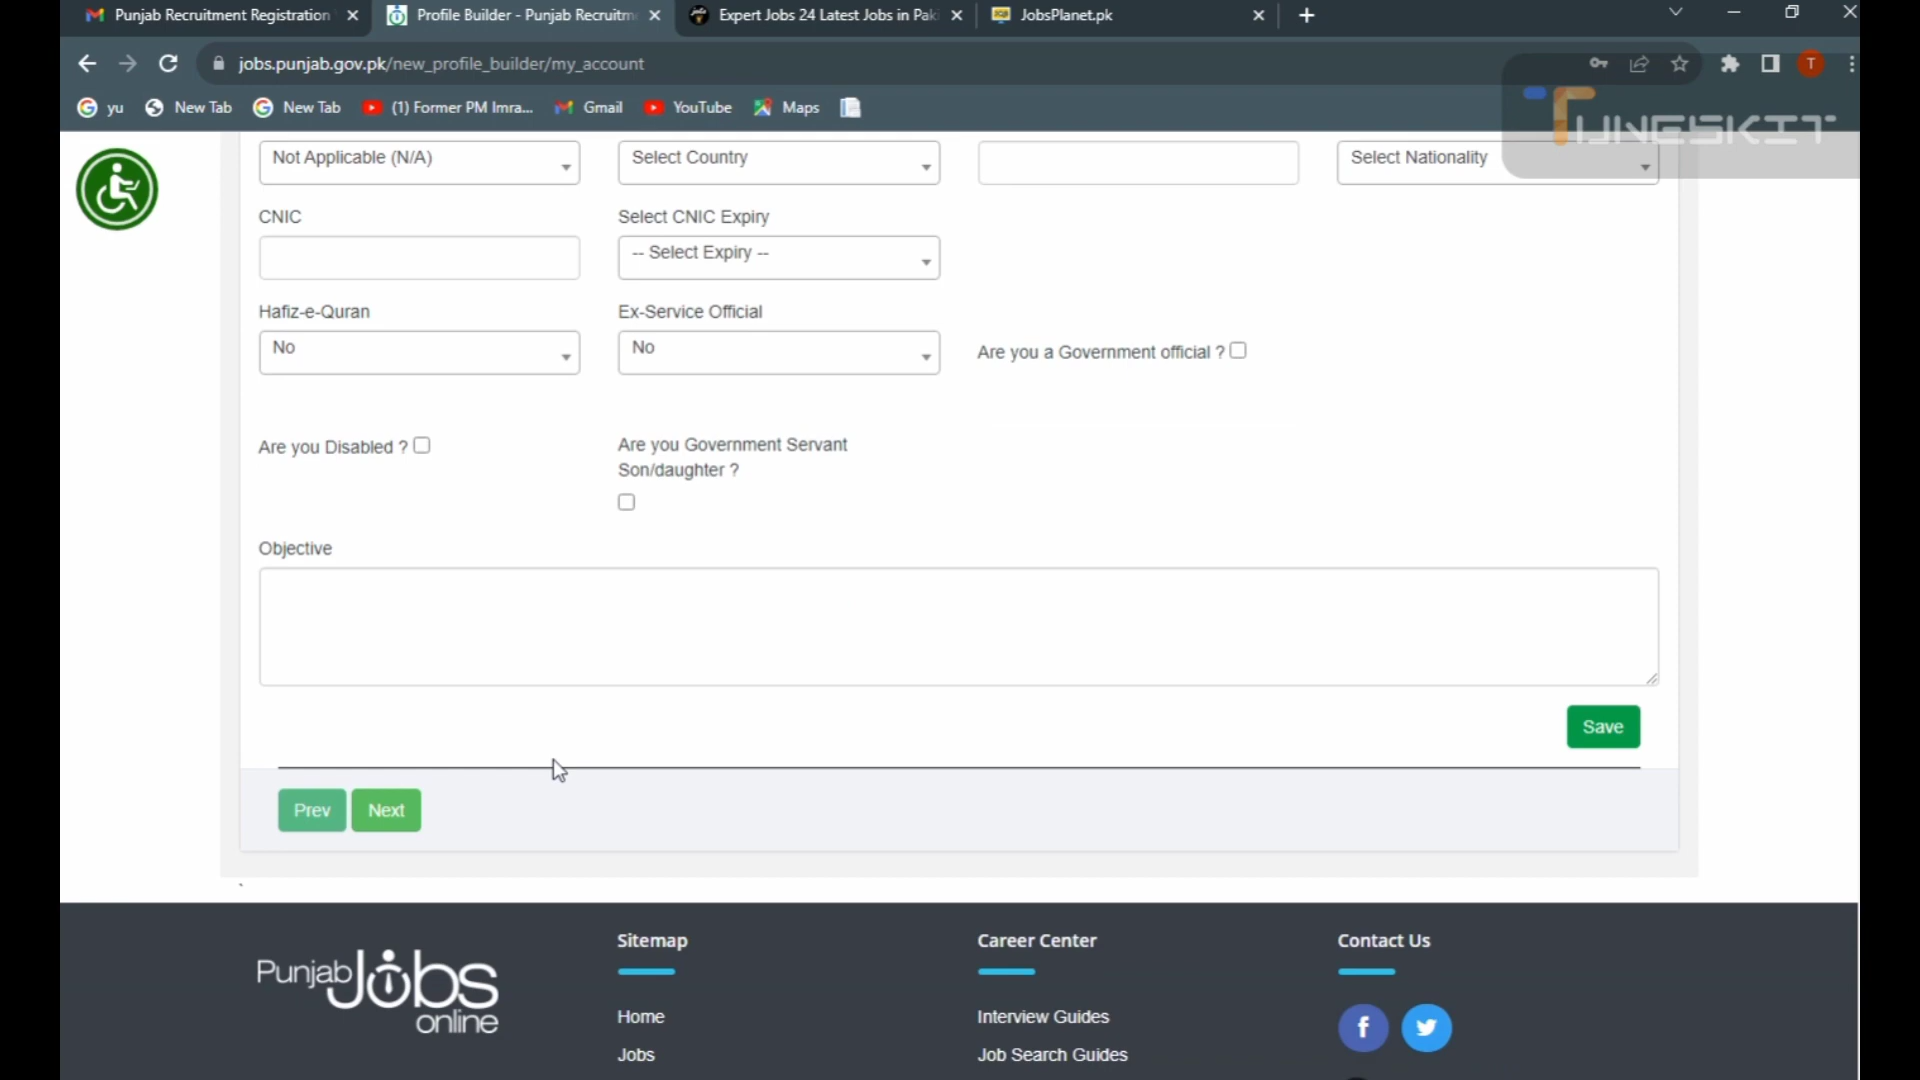 Punjab Recruitment Registration
Profile Builder - Punjab Recruitm
Expert Jobs 24 Latest Jobs in Pak
JobsPlanet.pk
jobs.punjab.gov.pk/new_profile_builder/my_account
T
yu
New Tab
New Tab
(1) Former PM Imra...
Gmail
YouTube
Maps
TUNESKIT
Not Applicable (N/A)
Select Country
Select Nationality
CNIC
Select CNIC Expiry
-- Select Expiry --
Hafiz-e-Quran
Ex-Service Official
No
No
Are you a Government official ?
Are you Disabled ?
Are you Government Servant
Son/daughter ?
Objective
Save
Prev
Next
Sitemap
Career Center
Contact Us
Punjab Jobs
online
Home
Interview Guides
Jobs
Job Search Guides